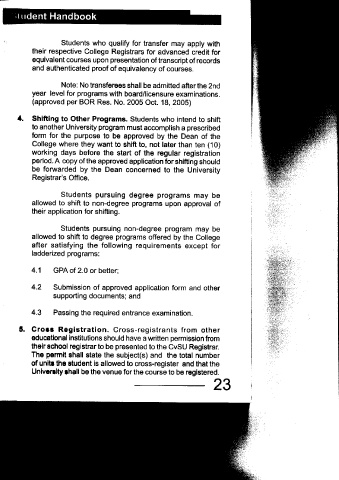 Student Handbook
Students who qualify for transfer may apply with
their respective College Registrars for advanced credit for
equivalent courses upon presentation of transcript of records
and authenticated proof of equivalency of courses.
Note: No transferees shall be admitted after the 2nd
year level for programs with board/licensure examinations.
(approved per BOR Res. No. 2005 Oct. 18, 2005)
4. Shifting to Other Programs. Students who intend to shift
to another University program must accomplish a prescribed
form for the purpose to be approved by the Dean of the
College where they want to shift to, not later than ten (10)
working days before the start of the regular registration
period. A copy of the approved application for shifting should
be forwarded by the Dean concerned to the University
Registrar's Office.
Students pursuing degree programs may be
allowed to shift to non-degree programs upon approval of
their application for shifting.
Students pursuing non-degree program may be
allowed to shift to degree programs offered by the College
after satisfying the following requirements except for
ladderized programs:
4.1 GPA of 2.0 or better;
4.2 Submission of approved application form and other
supporting documents; and
4.3 Passing the required entrance examination.
5. Cross Registration. Cross-registrants from other
educational institutions should have a written permission from
their school registrar to be presented to the CvSU Registrar.
The permit shall state the subject(s) and the total number
of units the student is allowed to cross-register and that the
University shall be the venue for the course to be registered.
23